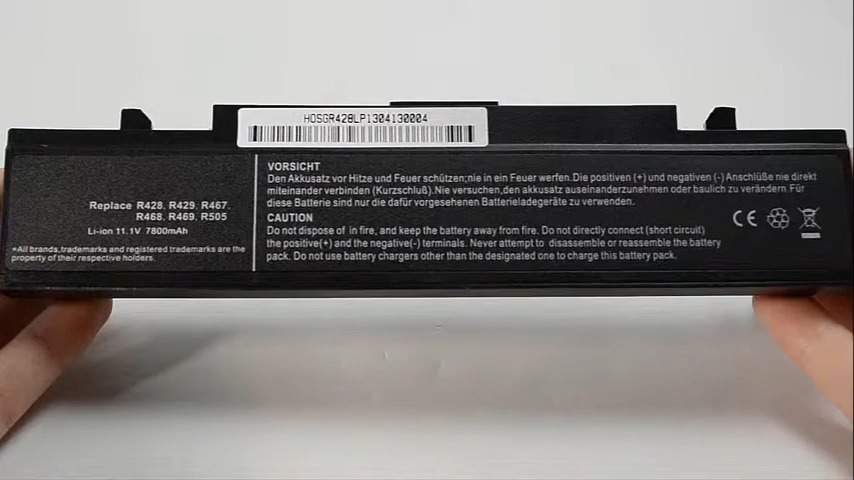 HOSGR428LP1304130004
Replace R428. R429. R467.
R468. R469. R505
Li-ion 11.1V 7800mAh
*All brands,trademarks and registered trademarks are the
property of their respective holders.
VORSICHT
Den Akkusatz vor Hitze und Feuer schützen;nie in ein Feuer werfen.Die positiven (+) und negativen (-) Anschlüße nie direkt
miteinander verbinden (Kurzschluß).Nie versuchen,den akkusatz auseinanderzunehmen oder baulich zu verändern. Für
diese Batterie sind nur die dafür vorgesehenen Batterieladegeräte zu verwenden.
CAUTION
Do not dispose of in fire, and keep the battery away from fire. Do not directly connect (short circuit)
the positive(+) and the negative(-) terminals. Never attempt to disassemble or reassemble the battery
pack. Do not use battery chargers other than the designated one to charge this battery pack.
CE